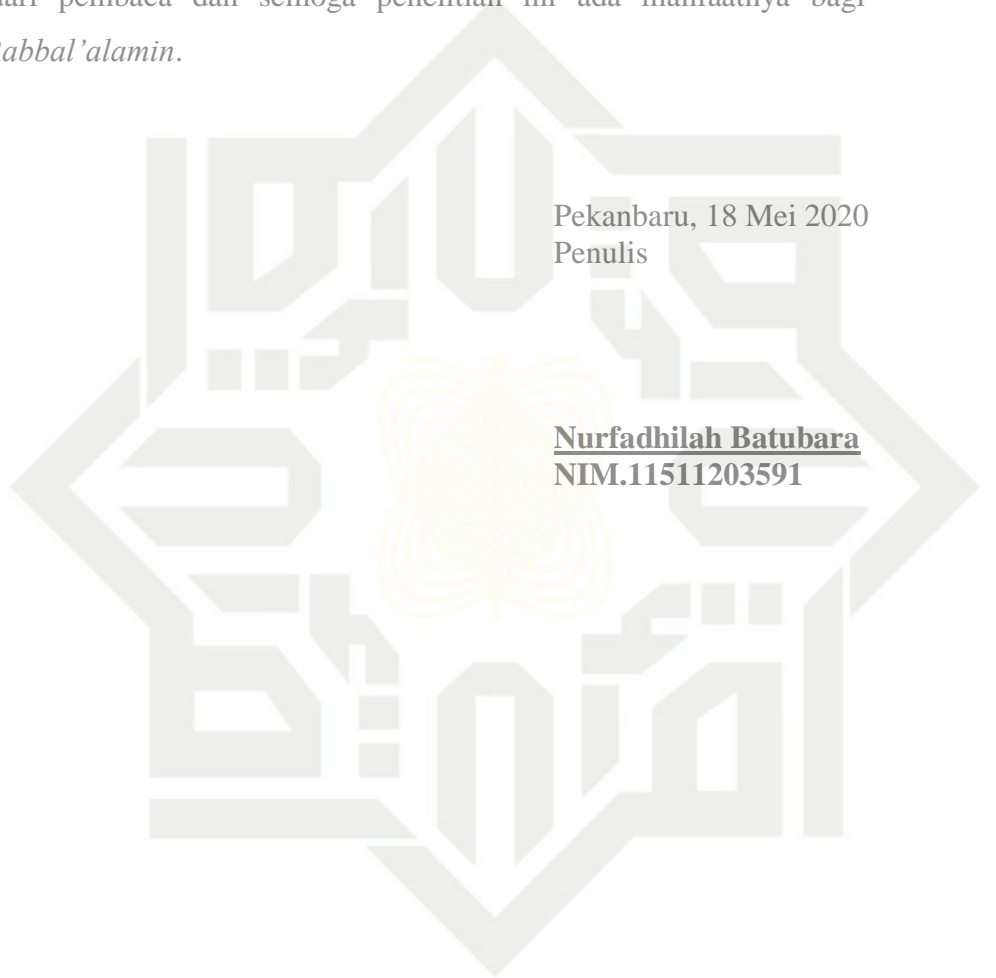 dari pembaca dan semoga penelitian ini ada manfaatnya bagi
Rabbal’alamin.
Pekanbaru, 18 Mei 2020
Penulis
Nurfadhilah Batubara
NIM.11511203591